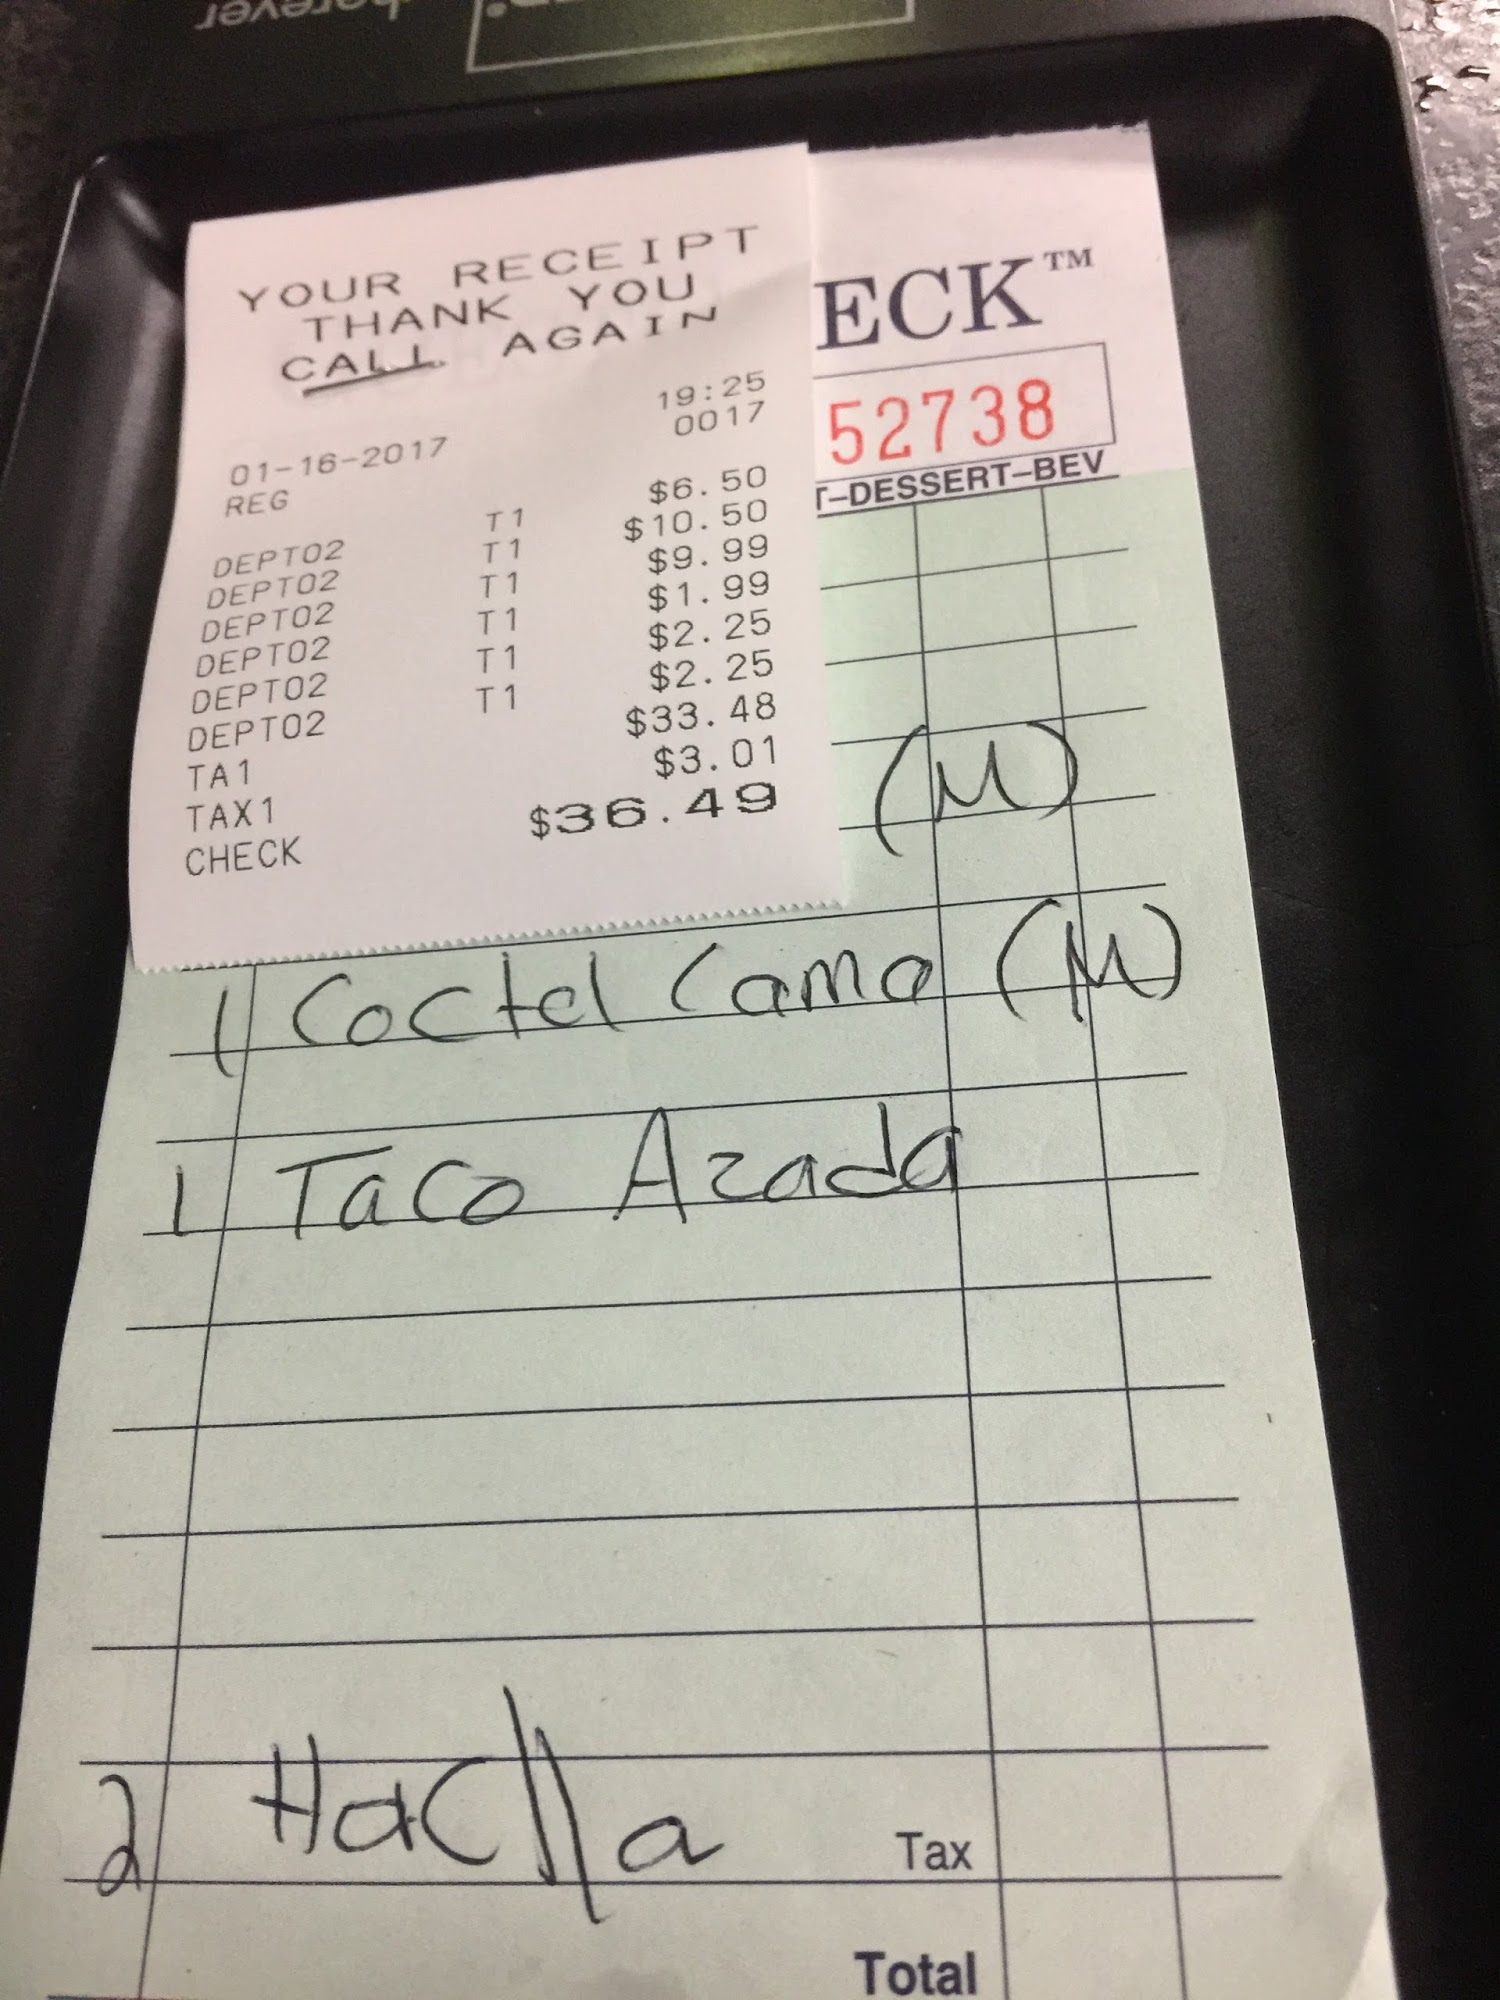 wherever
YOUR RECEIPT
THANK YOU
CALL AGAIN
19:25
01-16-2017 0017
REG
$6.50
DEPT02 T1 $10.50
DEPT02 T1 $9.99
DEPT02 T1 $1.99
DEPT02 T1 $2.25
DEPT02 T1 $2.25
DEPT02 T1 $33.48
TA1 $3.01
TAX1 $36.49
CHECK
ECK™
52738
T-DESSERT-BEV
(M)
1 Coctel Cama (M)
1 Taco Azada
2 Haclla
Tax
Total